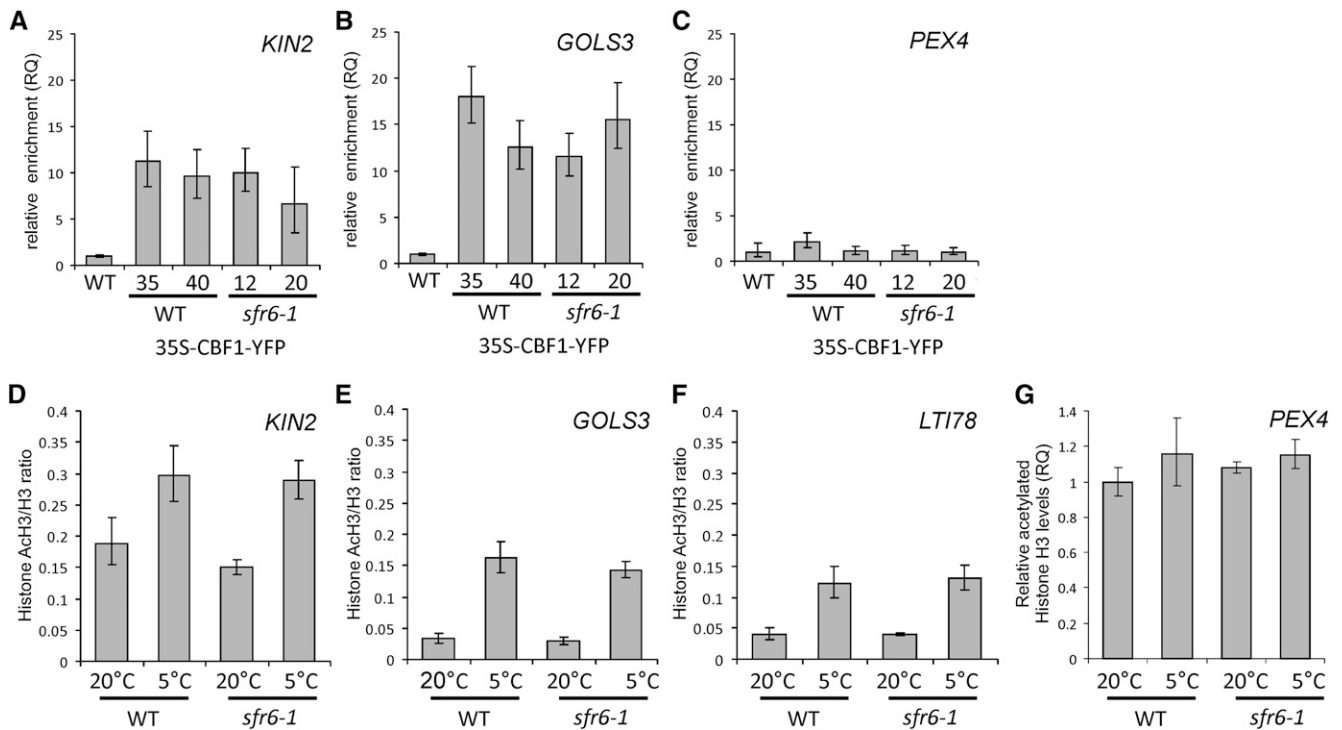 A
KIN2
relative enrichment (RQ)
25
20
15
10
5
0
WT 35 40 12 20
WT sfr6-1
35S-CBF1-YFP
B
GOLS3
relative enrichment (RQ)
25
20
15
10
5
0
WT 35 40 12 20
WT sfr6-1
35S-CBF1-YFP
C
PEX4
relative enrichment (RQ)
25
20
15
10
5
0
WT 35 40 12 20
WT sfr6-1
35S-CBF1-YFP
D
KIN2
Histone AcH3/H3 ratio
0.4
0.35
0.3
0.25
0.2
0.15
0.1
0.05
0
20°C 5°C 20°C 5°C
WT sfr6-1
E
GOLS3
Histone AcH3/H3 ratio
0.4
0.35
0.3
0.25
0.2
0.15
0.1
0.05
0
20°C 5°C 20°C 5°C
WT sfr6-1
F
LTI78
Histone AcH3/H3 ratio
0.4
0.35
0.3
0.25
0.2
0.15
0.1
0.05
0
20°C 5°C 20°C 5°C
WT sfr6-1
G
PEX4
Relative acetylated
Histone H3 levels (RQ)
1.4
1.2
1
0.8
0.6
0.4
0.2
0
20°C 5°C 20°C 5°C
WT sfr6-1